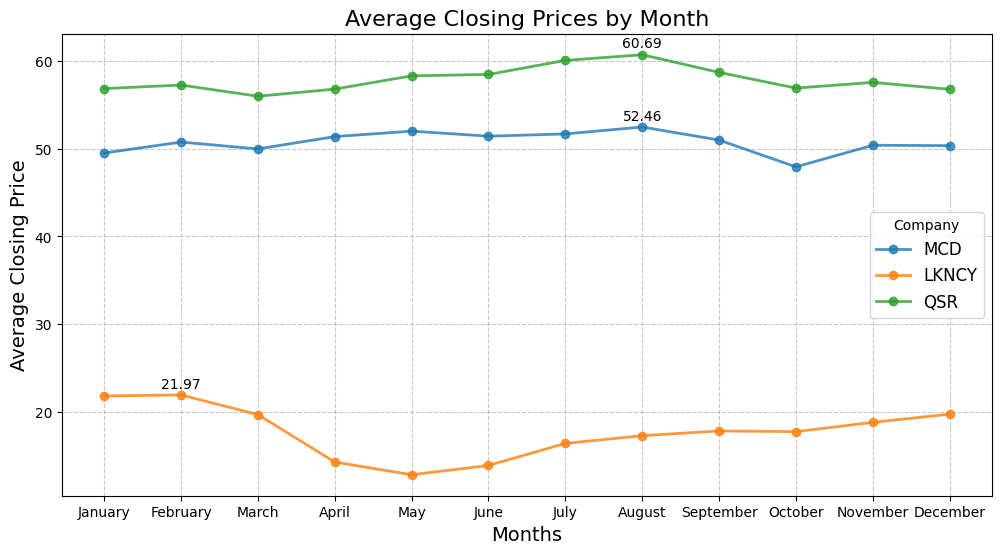 Average Closing Prices by Month
60.69
60
52.46
50
Average Closing Price
40
Company
MCD
LKNCY
QSR
30
21.97
20
January February March April May June July August September October November December
Months